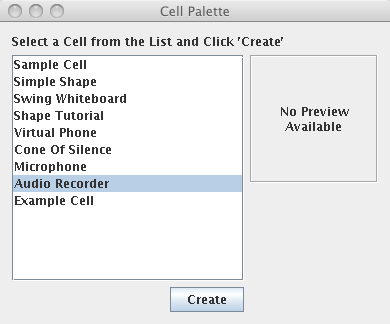 Cell Palette
Select a Cell from the List and Click 'Create'
Sample Cell
Simple Shape
Swing Whiteboard
Shape Tutorial
Virtual Phone
Cone Of Silence
Microphone
Audio Recorder
Example Cell
No Preview
Available
Create